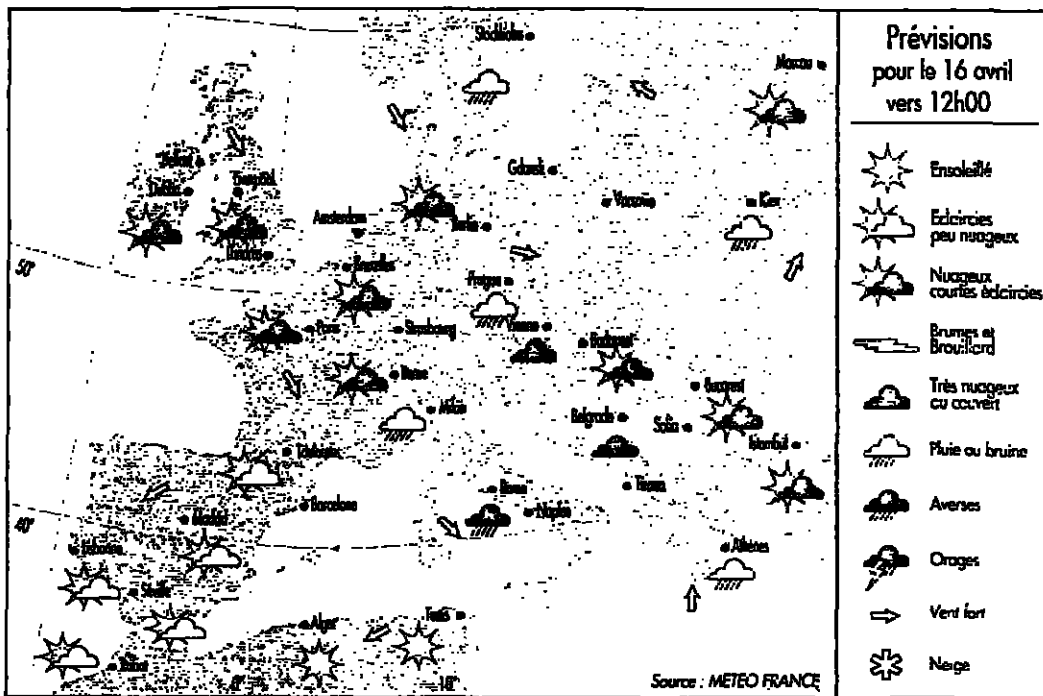 Prévisions
pour le 16 avril
vers 12h00
Ensoleillé
Eclaircies
peu nuageux
Nuageux
courtes éclaircies
Brumes et
Brouillard
Très nuageux
ou couvert
Pluie ou bruine
Averses
Orages
Vent fort
Neige
Stockholm
Moscou
Belfast
Dublin
Liverpool
Londres
Amsterdam
Gdansk
Varsovie
Kiev
Berlin
50°
Bruxelles
Prague
Paris
Strasbourg
Vienne
Budapest
Berne
Milan
Bucarest
Belgrade
Sofia
Istambul
Toulouse
Barcelone
Rome
Naples
Tirana
40°
Madrid
Lisbonne
Séville
Athènes
Alger
Tunis
Rabat
0°
10°
Source : METEO FRANCE